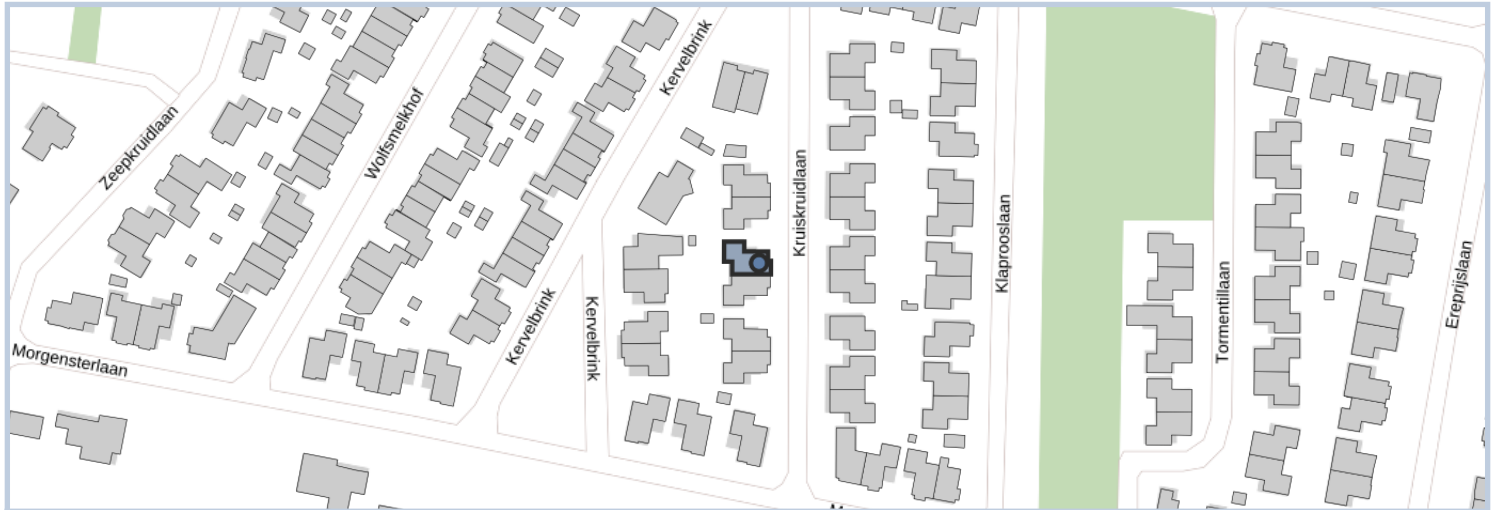 Kervelbrink
Wolfsmelkhof
Zeepkruidlaan
Kruiskruidlaan
Klaprooslaan
Ereprijslaan
Tormentillaan
Kervelbrink
Kervelbrink
Morgensterlaan